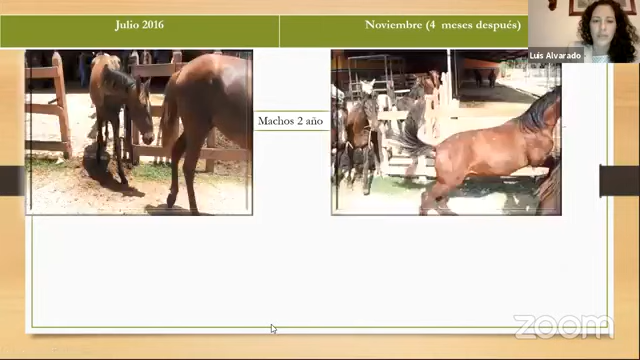 Julio 2016
Noviembre (4 meses después)
Luis Alvarado
Machos 2 año
zoom